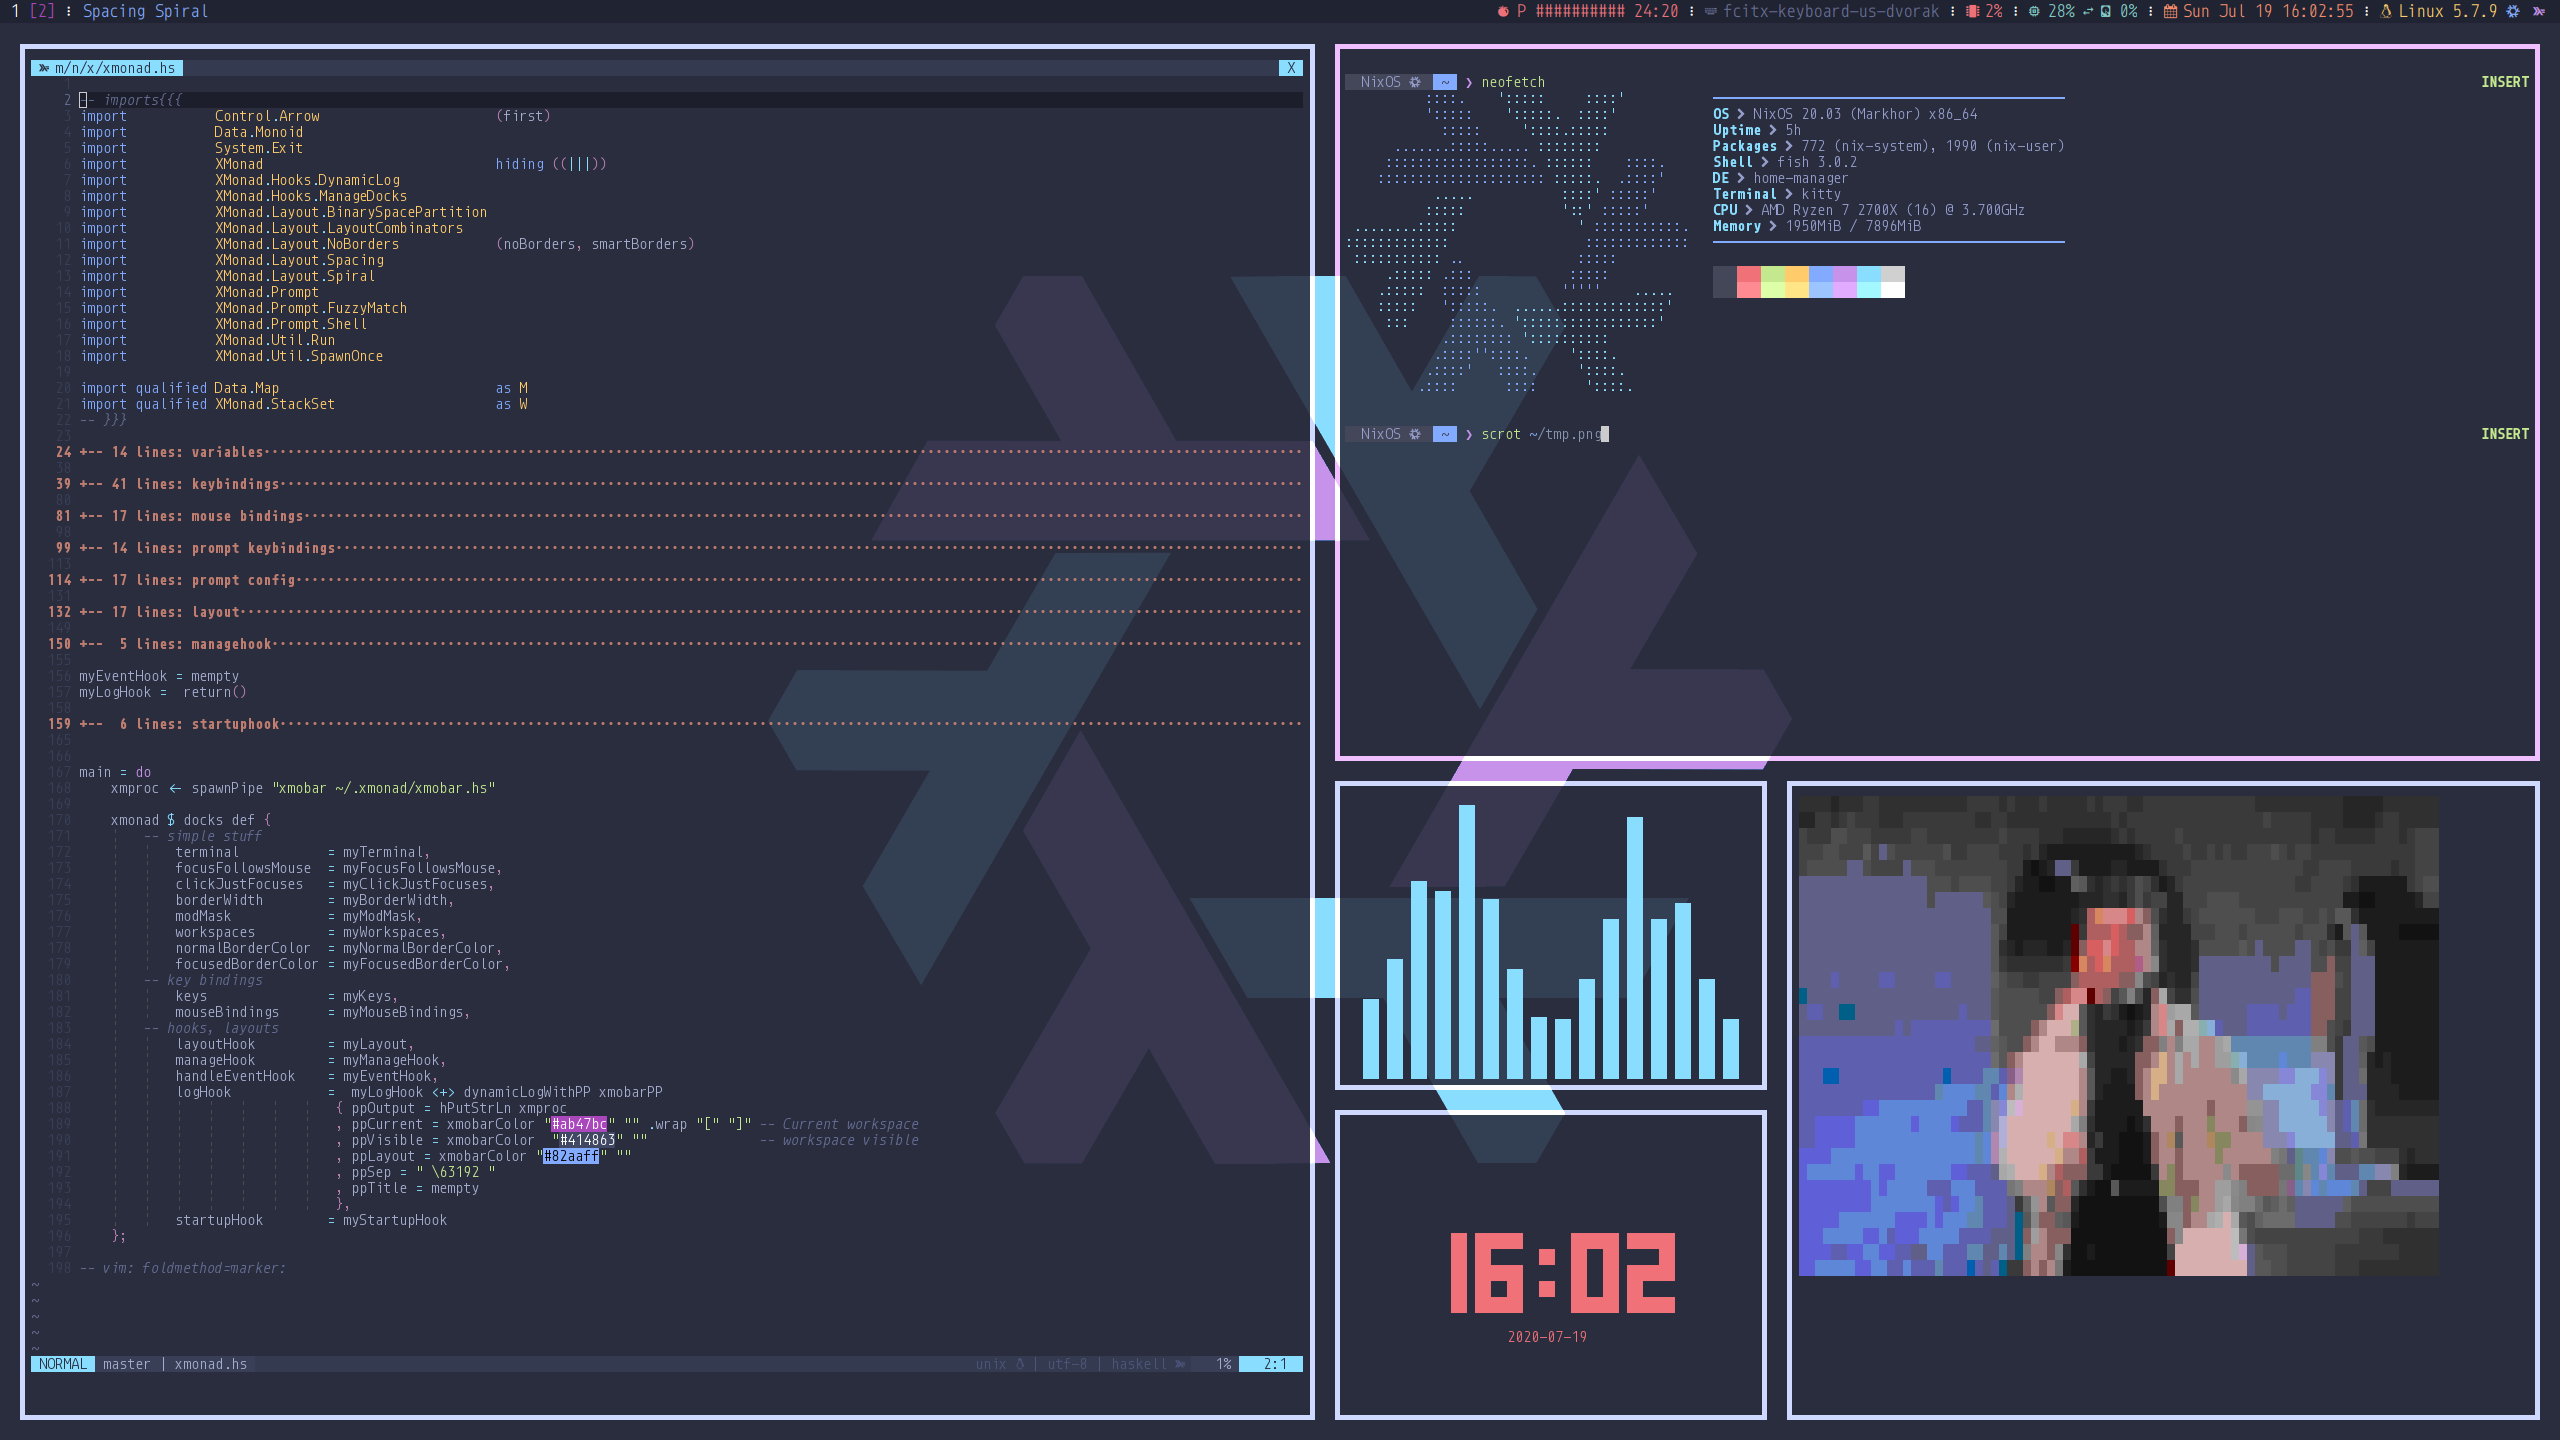 1 [2] ⋮ Spacing Spiral
P ########## 24:20 ⋮ fcitx-keyboard-us-dvorak ⋮ 2% ⋮ 28% ⇄ 0% ⋮ Sun Jul 19 16:02:55 ⋮ Linux 5.7.9
m/n/x/xmonad.hs X
1
2 -- imports{{{
3 import Control.Arrow (first)
4 import Data.Monoid
5 import System.Exit
6 import XMonad hiding ((|||))
7 import XMonad.Hooks.DynamicLog
8 import XMonad.Hooks.ManageDocks
9 import XMonad.Layout.BinarySpacePartition
10 import XMonad.Layout.LayoutCombinators
11 import XMonad.Layout.NoBorders (noBorders, smartBorders)
12 import XMonad.Layout.Spacing
13 import XMonad.Layout.Spiral
14 import XMonad.Prompt
15 import XMonad.Prompt.FuzzyMatch
16 import XMonad.Prompt.Shell
17 import XMonad.Util.Run
18 import XMonad.Util.SpawnOnce
19
20 import qualified Data.Map as M
21 import qualified XMonad.StackSet as W
22 -- }}}
23
24 +-- 14 lines: variables
38
39 +-- 41 lines: keybindings
80
81 +-- 17 lines: mouse bindings
98
99 +-- 14 lines: prompt keybindings
113
114 +-- 17 lines: prompt config
131
132 +-- 17 lines: layout
149
150 +-- 5 lines: managehook
155
156 myEventHook = mempty
157 myLogHook = return()
158
159 +-- 6 lines: startuphook
165
166
167 main = do
168 xmproc <- spawnPipe "xmobar ~/.xmonad/xmobar.hs"
169
170 xmonad $ docks def {
171 -- simple stuff
172 terminal = myTerminal,
173 focusFollowsMouse = myFocusFollowsMouse,
174 clickJustFocuses = myClickJustFocuses,
175 borderWidth = myBorderWidth,
176 modMask = myModMask,
177 workspaces = myWorkspaces,
178 normalBorderColor = myNormalBorderColor,
179 focusedBorderColor = myFocusedBorderColor,
180 -- key bindings
181 keys = myKeys,
182 mouseBindings = myMouseBindings,
183 -- hooks, layouts
184 layoutHook = myLayout,
185 manageHook = myManageHook,
186 handleEventHook = myEventHook,
187 logHook = myLogHook <+> dynamicLogWithPP xmobarPP
188 { ppOutput = hPutStrLn xmproc
189 , ppCurrent = xmobarColor "#ab47bc" "" .wrap "[" "]" -- Current workspace
190 , ppVisible = xmobarColor "#414863" "" -- workspace visible
191 , ppLayout = xmobarColor "#82aaff" ""
192 , ppSep = " \63192 "
193 , ppTitle = mempty
194 },
195 startupHook = myStartupHook
196 };
197
198 -- vim: foldmethod=marker:
~
~
~
~
~
NORMAL master | xmonad.hs unix | utf-8 | haskell 1% 2:1
NixOS ~ ❯ neofetch INSERT
OS > NixOS 20.03 (Markhor) x86_64
Uptime > 5h
Packages > 772 (nix-system), 1990 (nix-user)
Shell > fish 3.0.2
DE > home-manager
Terminal > kitty
CPU > AMD Ryzen 7 2700X (16) @ 3.700GHz
Memory > 1950MiB / 7896MiB
NixOS ~ ❯ scrot ~/tmp.png INSERT
16:02
2020-07-19